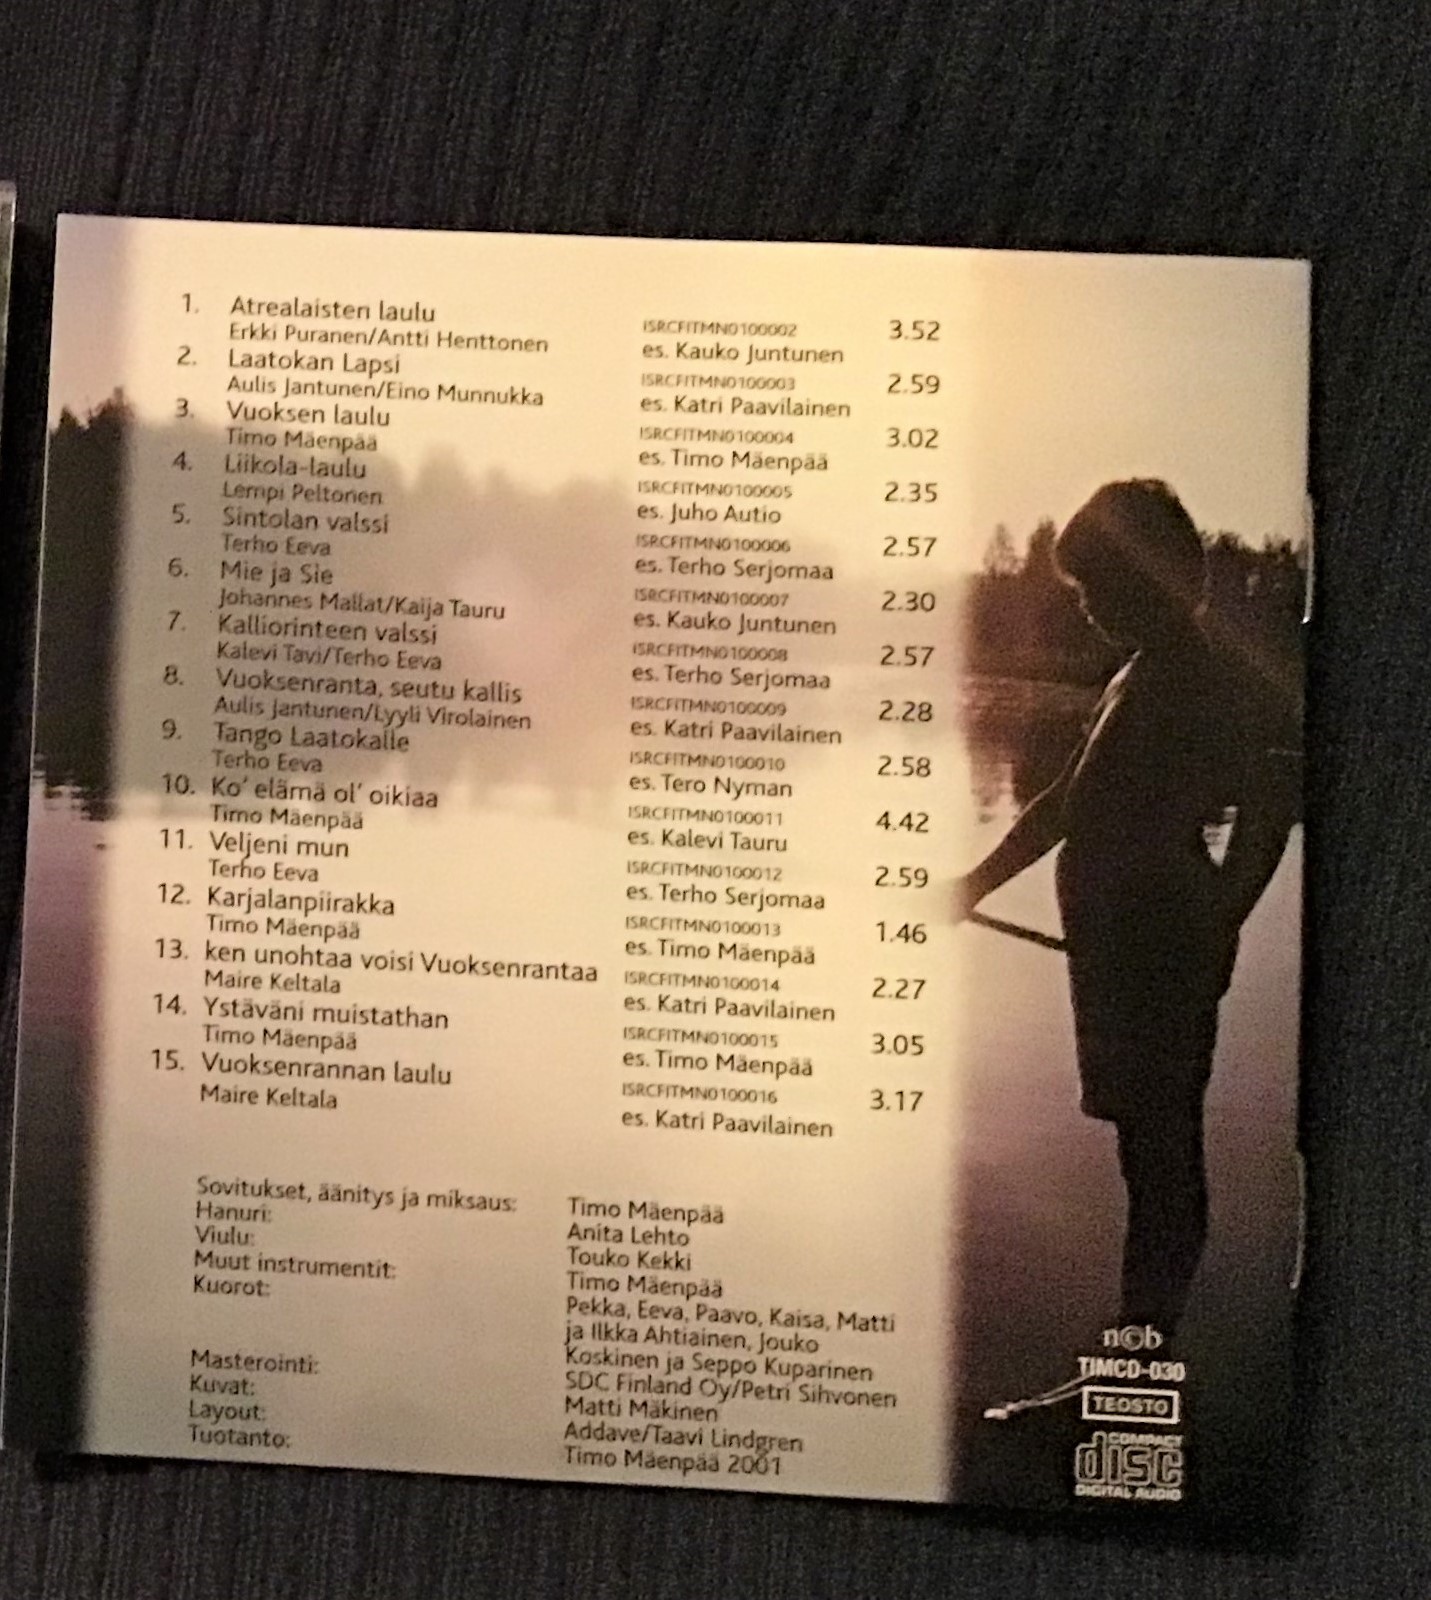 1. Atrealaisten laulu ISRCFITMN0100002 3.52
Erkki Puranen/Antti Henttonen es. Kauko Juntunen
2. Laatokan Lapsi ISRCFITMN0100003 2.59
Aulis Jantunen/Eino Munnukka es. Katri Paavilainen
3. Vuoksen laulu ISRCFITMN0100004 3.02
Timo Mäenpää es. Timo Mäenpää
4. Liikola-laulu ISRCFITMN0100005 2.35
Lempi Peltonen es. Juho Autio
5. Sintolan valssi ISRCFITMN0100006 2.57
Terho Eeva es. Terho Serjomaa
6. Mie ja Sie ISRCFITMN0100007 2.30
Johannes Mallat/Kaija Tauru es. Kauko Juntunen
7. Kalliorinteen valssi ISRCFITMN0100008 2.57
Kalevi Tavi/Terho Eeva es. Terho Serjomaa
8. Vuoksenranta, seutu kallis ISRCFITMN0100009 2.28
Aulis Jantunen/Lyyli Virolainen es. Katri Paavilainen
9. Tango Laatokalle ISRCFITMN0100010 2.58
Terho Eeva es. Tero Nyman
10. Ko' elämä ol' oikiaa ISRCFITMN0100011 4.42
Timo Mäenpää es. Kalevi Tauru
11. Veljeni mun ISRCFITMN0100012 2.59
Terho Eeva es. Terho Serjomaa
12. Karjalanpiirakka ISRCFITMN0100013 1.46
Timo Mäenpää es. Timo Mäenpää
13. ken unohtaa voisi Vuoksenrantaa ISRCFITMN0100014 2.27
Maire Keltala es. Katri Paavilainen
14. Ystäväni muistathan ISRCFITMN0100015 3.05
Timo Mäenpää es. Timo Mäenpää
15. Vuoksenrannan laulu ISRCFITMN0100016 3.17
Maire Keltala es. Katri Paavilainen
Sovitukset, äänitys ja miksaus: Timo Mäenpää
Hanuri: Anita Lehto
Viulu: Touko Kekki
Muut instrumentit: Timo Mäenpää
Kuorot: Pekka, Eeva, Paavo, Kaisa, Matti
ja Ilkka Ahtiainen, Jouko
Koskinen ja Seppo Kuparinen
Masterointi: SDC Finland Oy/Petri Sihvonen
Kuvat: Matti Mäkinen
Layout: Addave/Taavi Lindgren
Tuotanto: Timo Mäenpää 2001
n©b
TIMCD-030
TEOSTO
COMPACT
disc
DIGITAL AUDIO